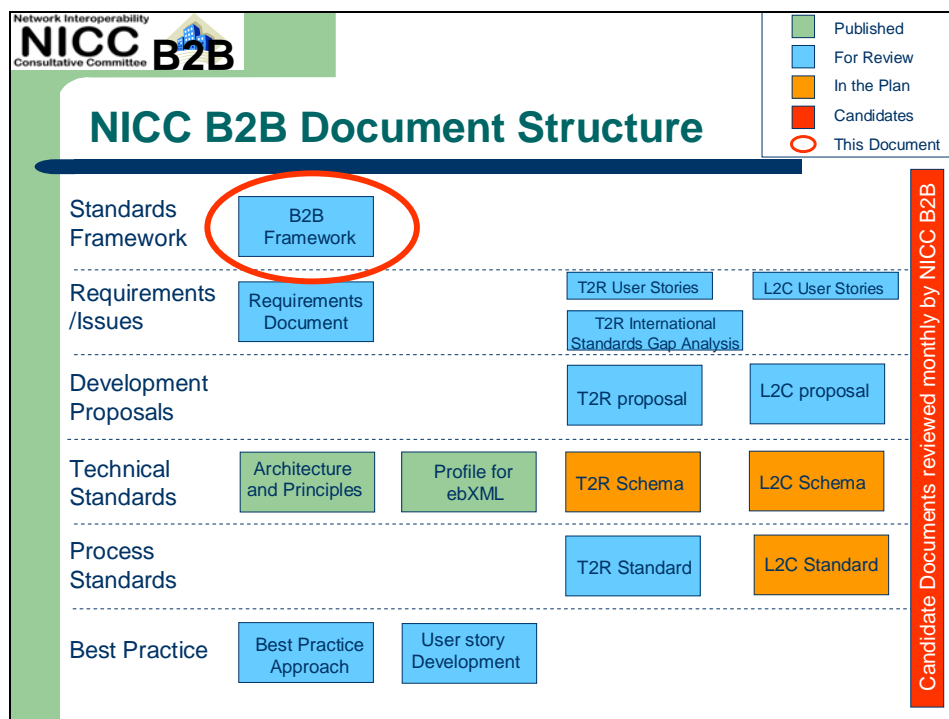 Network Interoperability
NICC
Consultative Committee
B2B
Published
For Review
In the Plan
Candidates
This Document
NICC B2B Document Structure
Standards
Framework
B2B
Framework
Requirements
/Issues
Requirements
Document
T2R User Stories
L2C User Stories
T2R International
Standards Gap Analysis
Development
Proposals
T2R proposal
L2C proposal
Technical
Standards
Architecture
and Principles
Profile for
ebXML
T2R Schema
L2C Schema
Process
Standards
T2R Standard
L2C Standard
Best Practice
Best Practice
Approach
User story
Development
Candidate Documents reviewed monthly by NICC B2B